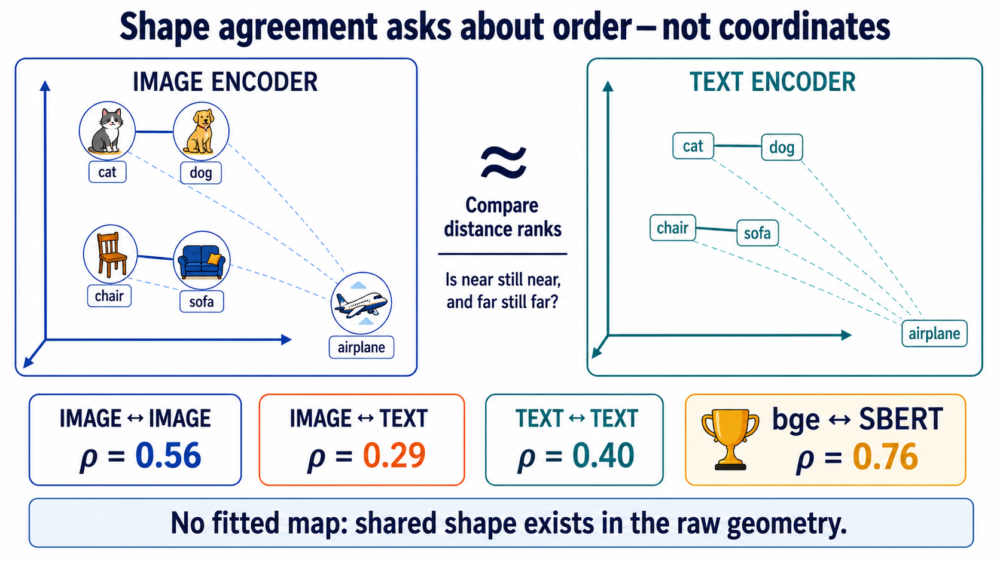 Shape agreement asks about order — not coordinates
IMAGE ENCODER
cat
dog
chair
sofa
airplane
≈
Compare
distance ranks
Is near still near,
and far still far?
TEXT ENCODER
cat
dog
chair
sofa
airplane
IMAGE ↔ IMAGE
ρ = 0.56
IMAGE ↔ TEXT
ρ = 0.29
TEXT ↔ TEXT
ρ = 0.40
bge ↔ SBERT
ρ = 0.76
No fitted map: shared shape exists in the raw geometry.